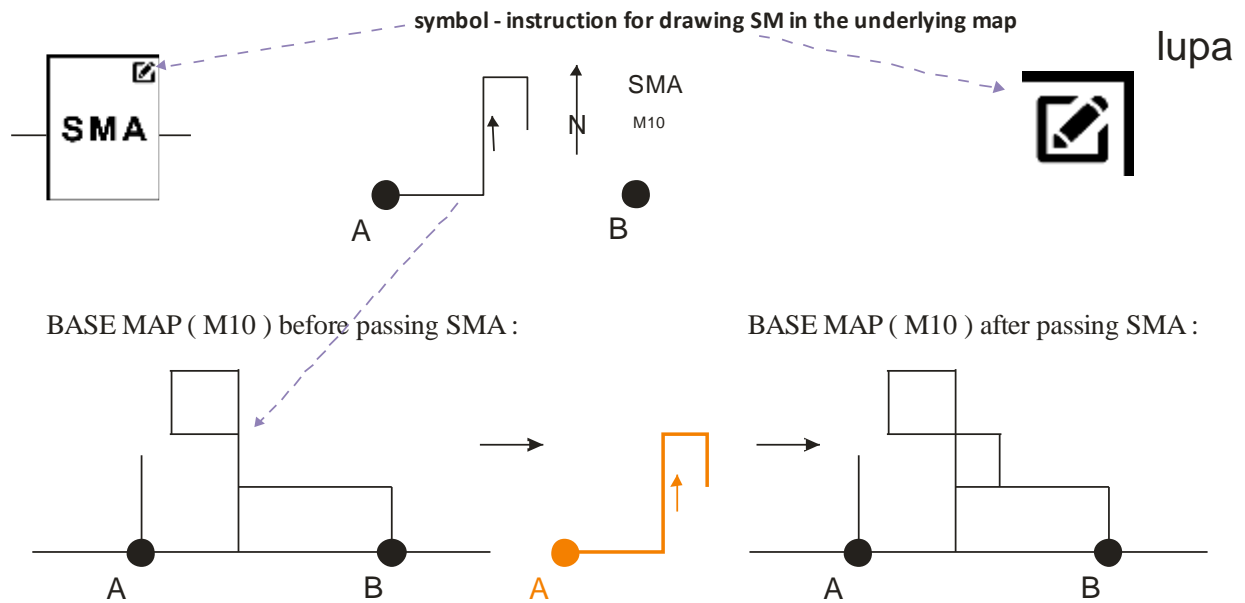 symbol - instruction for drawing SM in the underlying map
lupa
SMA
SMA
N
M10
A
B
BASE MAP ( M10 ) before passing SMA :
BASE MAP ( M10 ) after passing SMA :
A
B
A
A
B